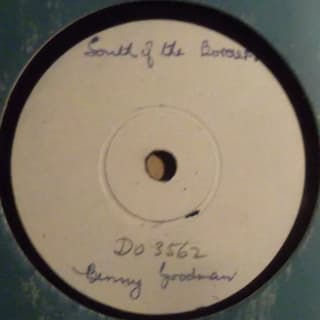 South of the Border
DO 3562
Benny Goodman